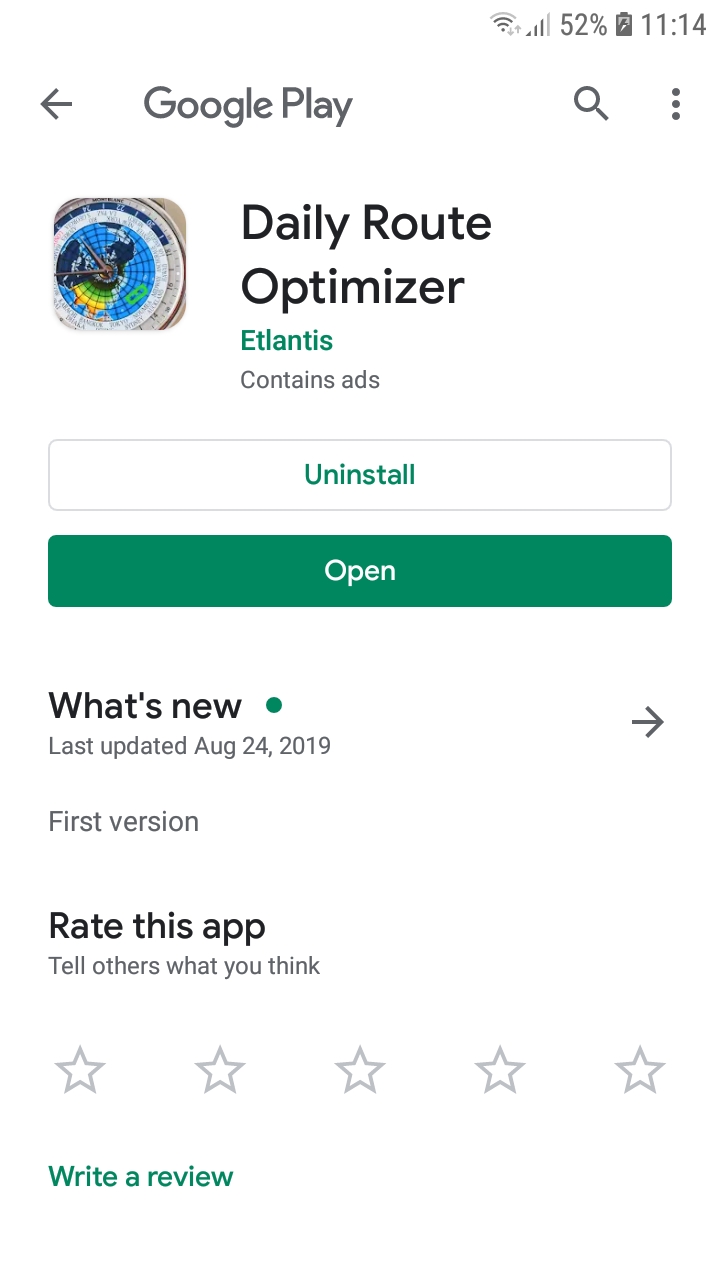 52% 11:14
Google Play
Daily Route
Optimizer
Etlantis
Contains ads
Uninstall
Open
What's new
Last updated Aug 24, 2019
First version
Rate this app
Tell others what you think
Write a review